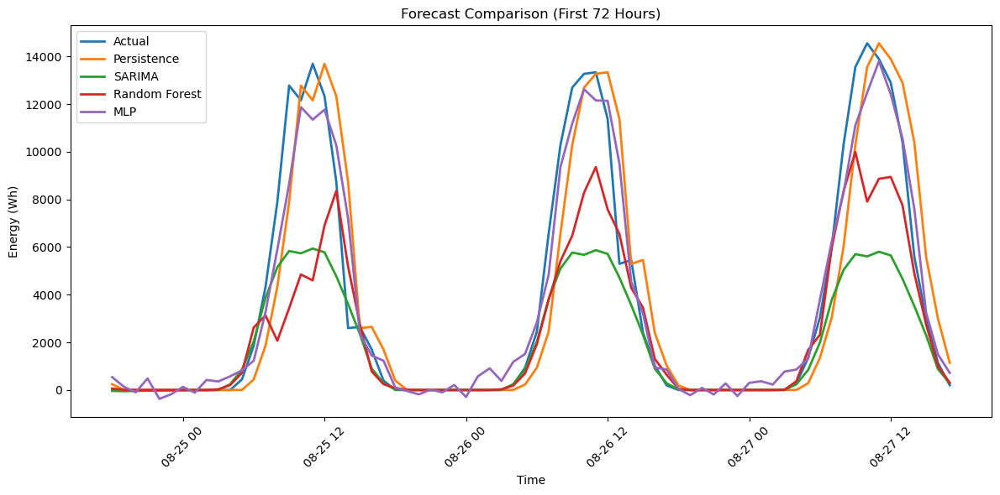 Forecast Comparison (First 72 Hours)
Actual
Persistence
SARIMA
Random Forest
MLP
Energy (Wh)
14000
12000
10000
8000
6000
4000
2000
0
08-25 00
08-25 12
08-26 00
08-26 12
08-27 00
08-27 12
Time